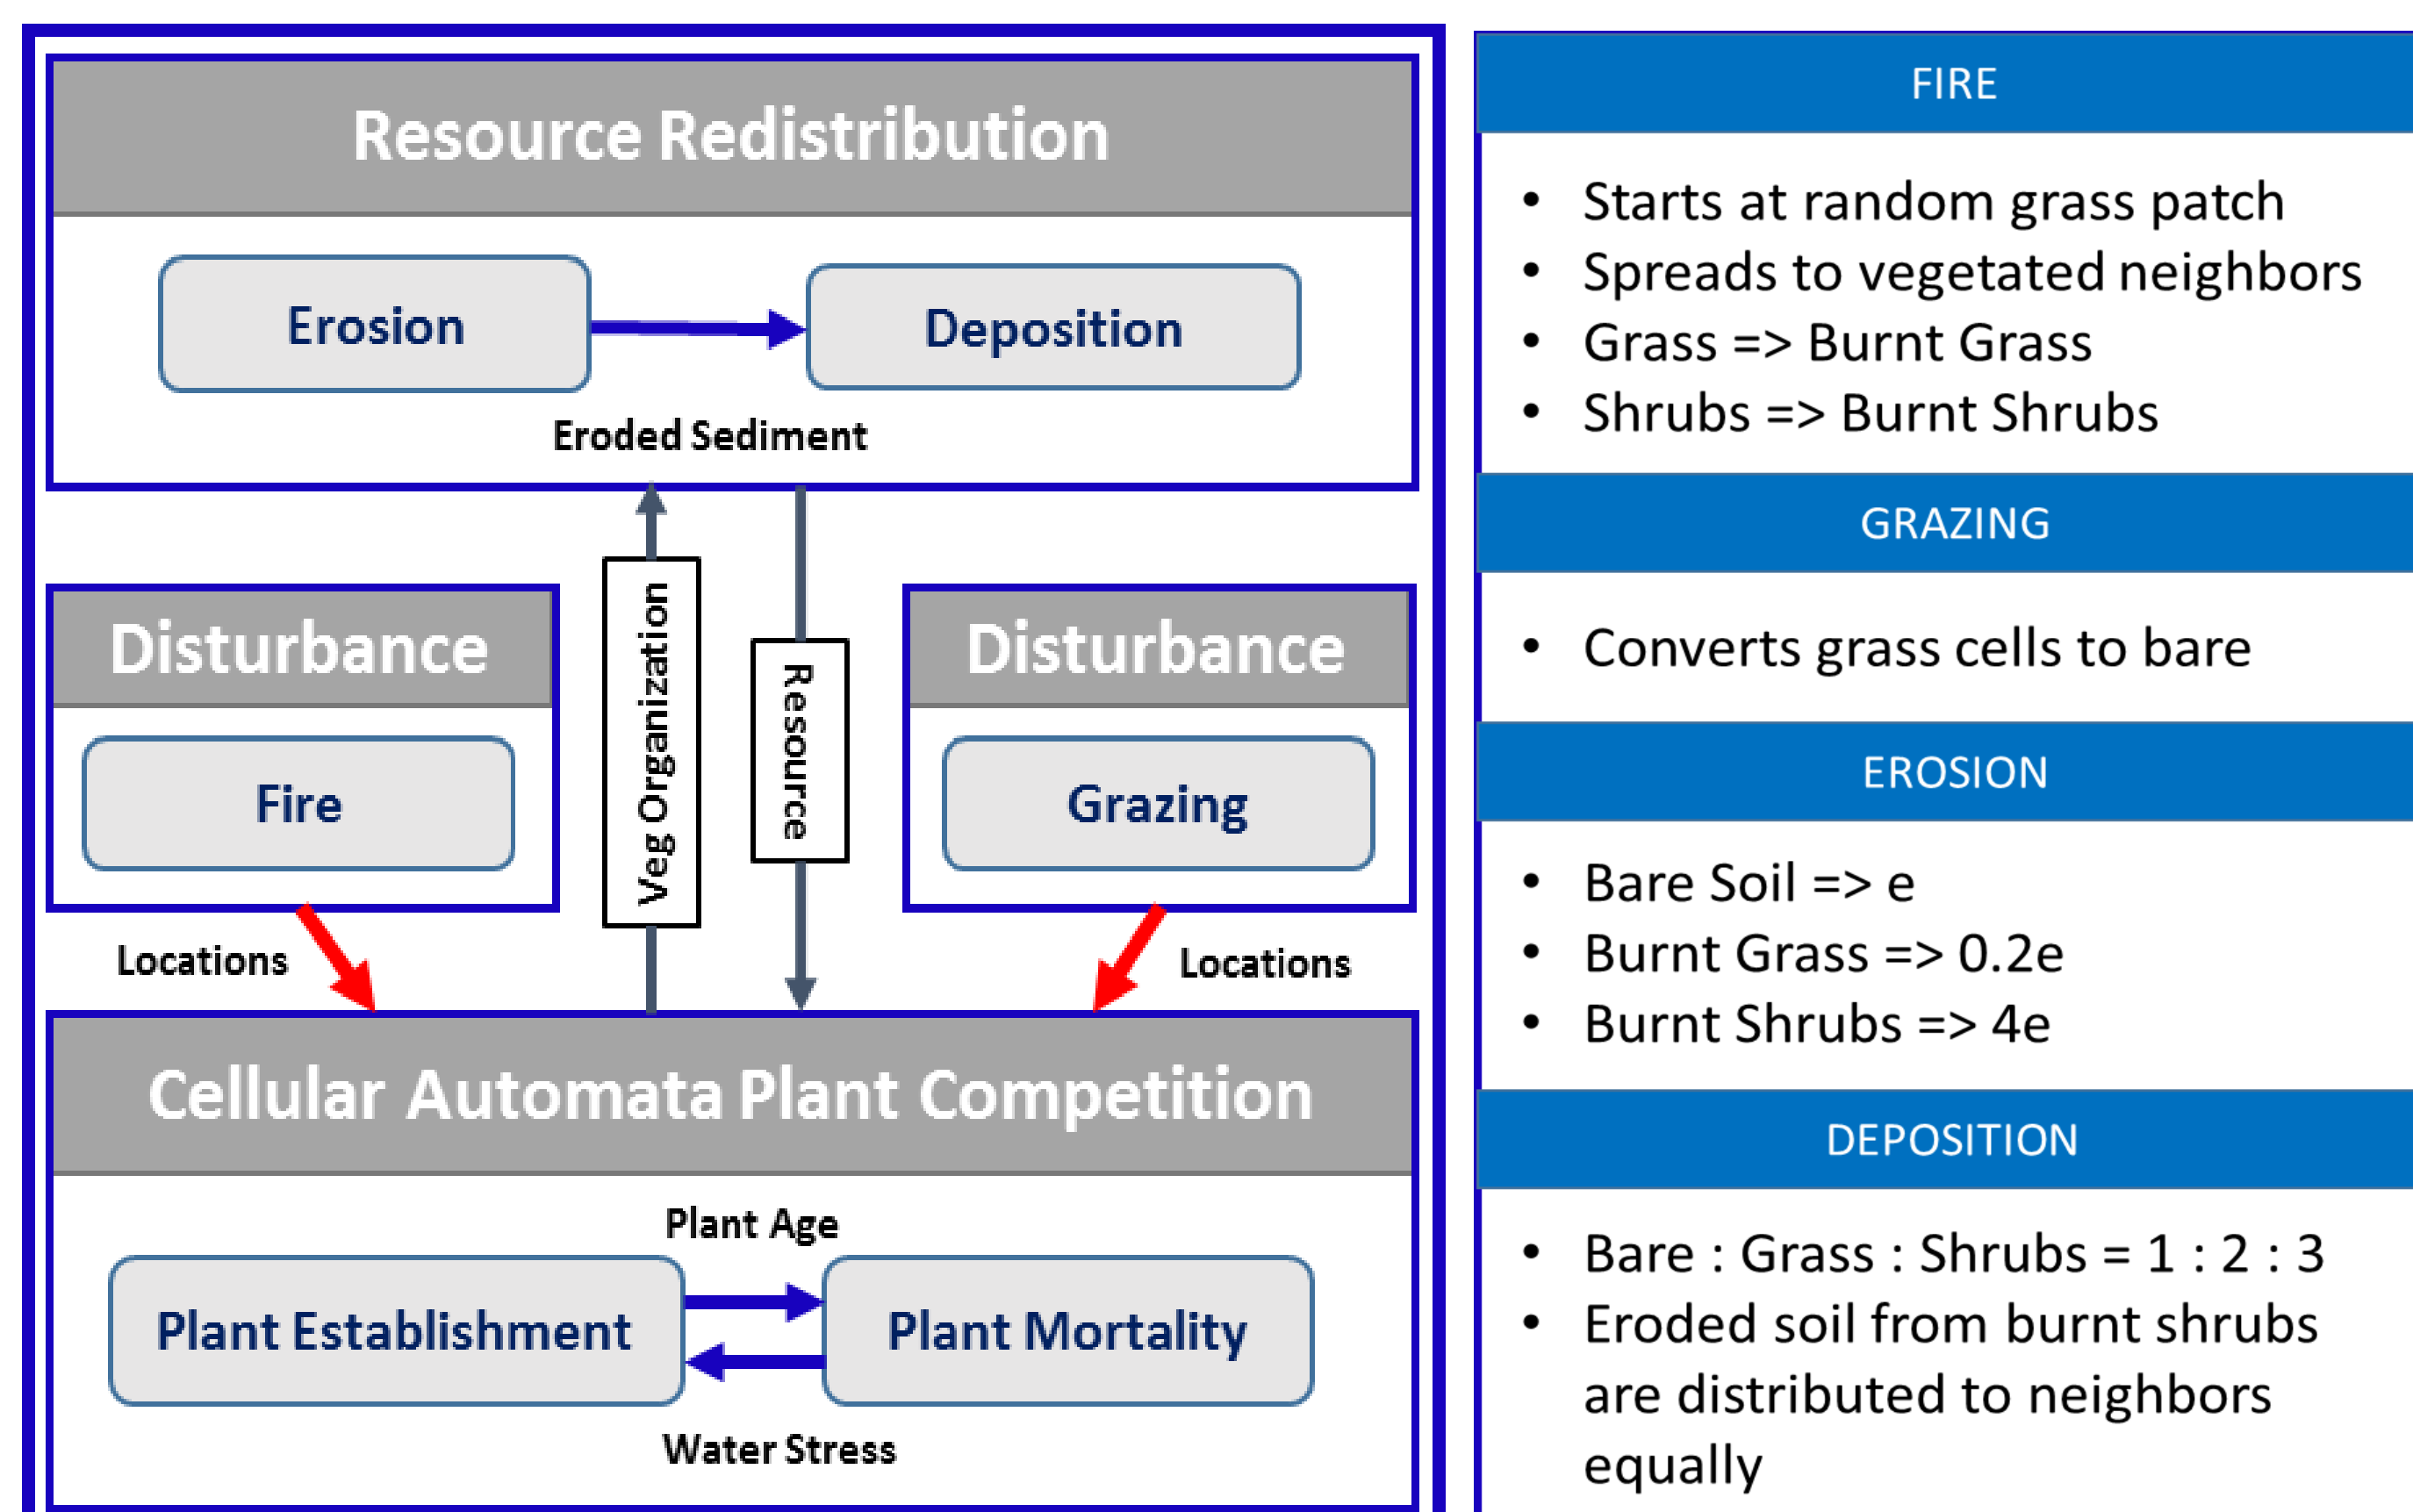 Resource Redistribution
Erosion
Deposition
Eroded Sediment
Disturbance
Fire
Veg Organization
Resource
Disturbance
Grazing
Locations
Locations
Cellular Automata Plant Competition
Plant Age
Plant Establishment
Plant Mortality
Water Stress
FIRE
• Starts at random grass patch
• Spreads to vegetated neighbors
• Grass => Burnt Grass
• Shrubs => Burnt Shrubs
GRAZING
• Converts grass cells to bare
EROSION
• Bare Soil => e
• Burnt Grass => 0.2e
• Burnt Shrubs => 4e
DEPOSITION
• Bare : Grass : Shrubs = 1 : 2 : 3
• Eroded soil from burnt shrubs
are distributed to neighbors
equally